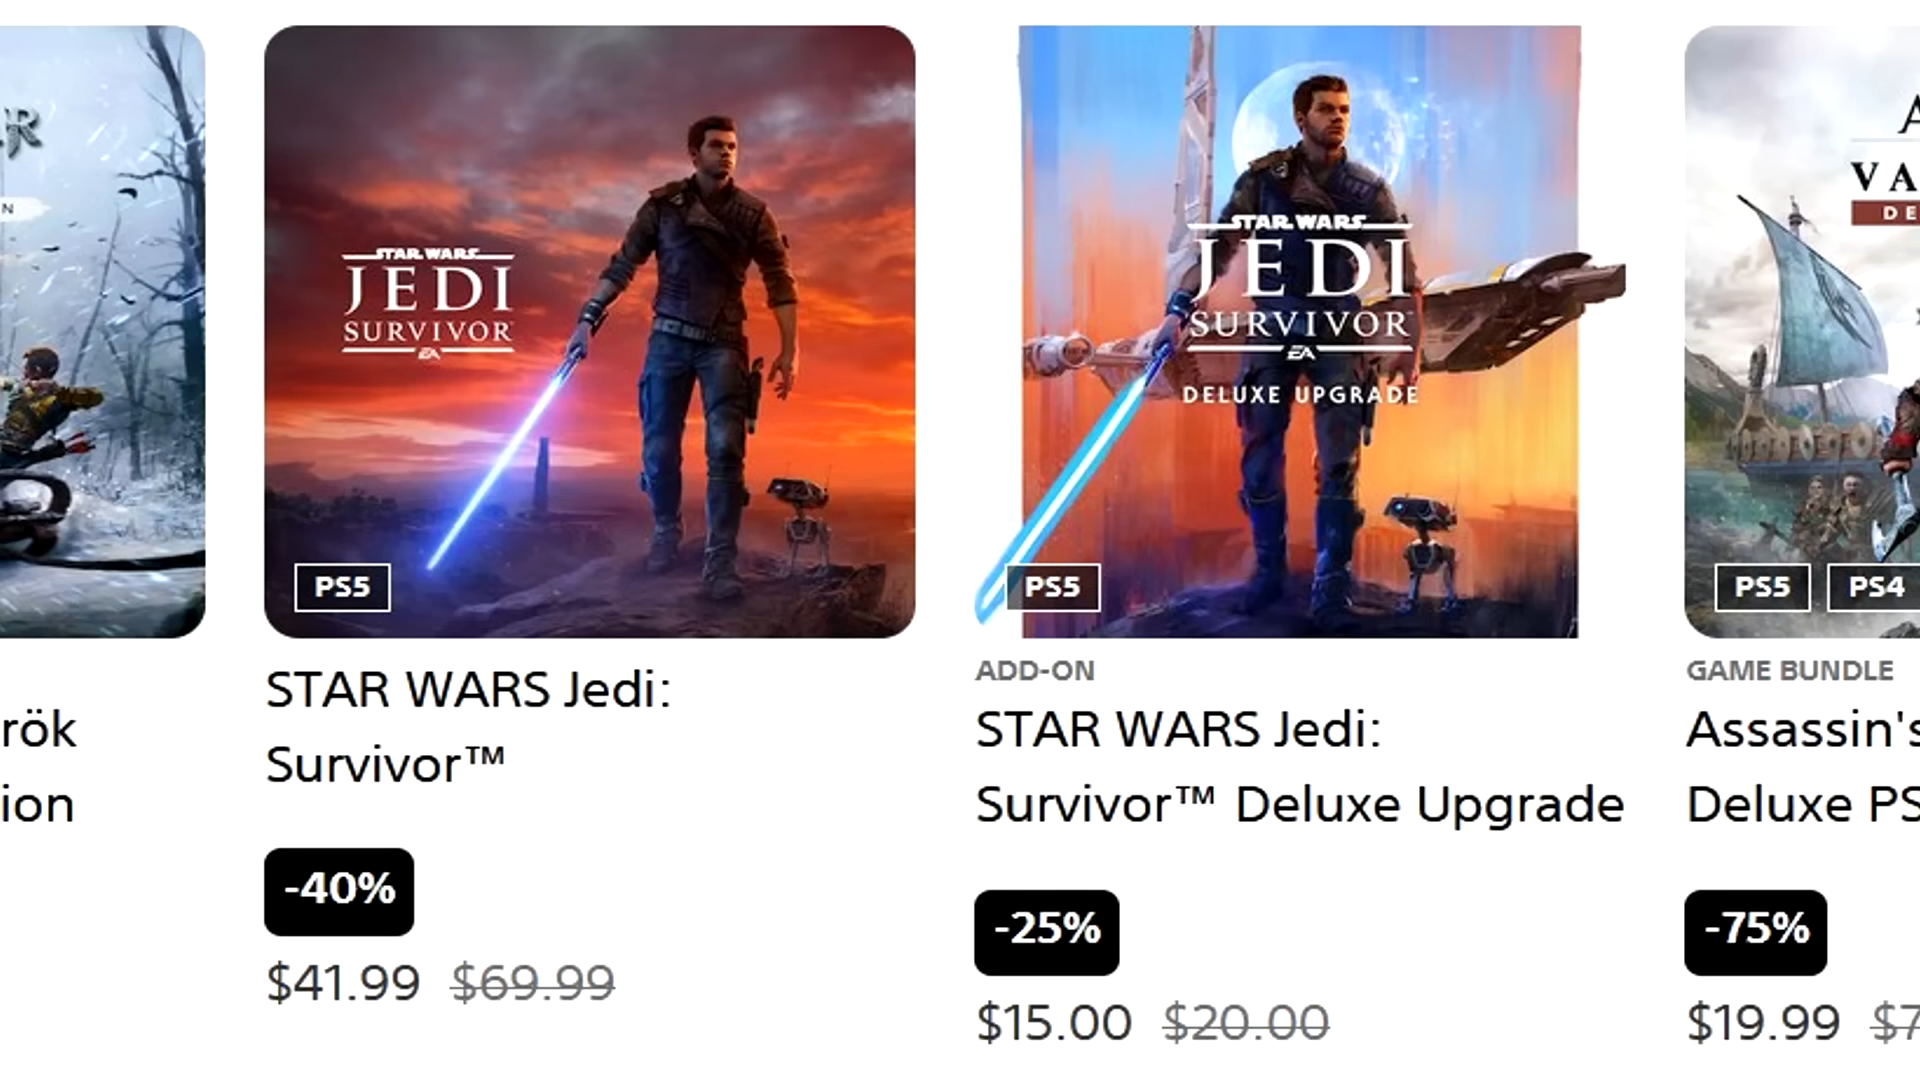 STAR WARS
JEDI
SURVIVOR
EA
PS5
STAR WARS Jedi:
Survivor™
-40%
$41.99 $69.99
STAR WARS
JEDI
SURVIVOR
EA
DELUXE UPGRADE
PS5
ADD-ON
STAR WARS Jedi:
Survivor™ Deluxe Upgrade
-25%
$15.00 $20.00
PS5 PS4
GAME BUNDLE
Assassin's
Deluxe
-75%
$19.99